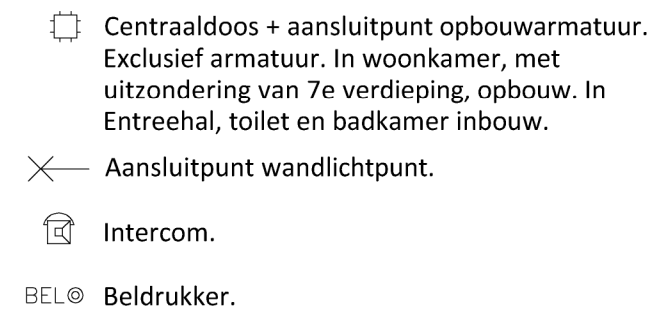 Centraaldoos + aansluitpunt opbouwarmatuur.
Exclusief armatuur. In woonkamer, met
uitzondering van 7e verdieping, opbouw. In
Entreehal, toilet en badkamer inbouw.
Aansluitpunt wandlichtpunt.
Intercom.
BEL Beldrukker.